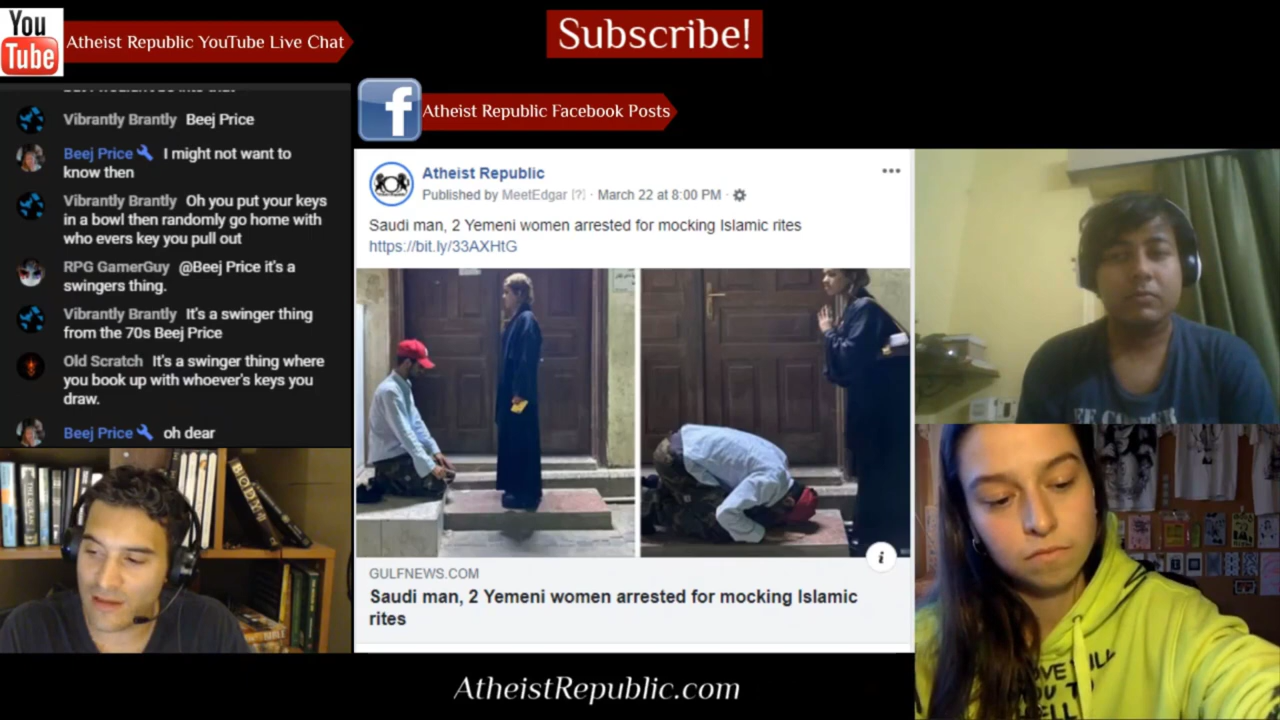 You
Tube
Atheist Republic YouTube Live Chat
Subscribe!
Vibrantly Brantly Beej Price
Beej Price I might not want to
know then
Vibrantly Brantly Oh you put your keys
in a bowl then randomly go home with
who evers key you pull out
RPG GamerGuy @Beej Price it's a
swingers thing.
Vibrantly Brantly It's a swinger thing
from the 70s Beej Price
Old Scratch It's a swinger thing where
you book up with whoever's keys you
draw.
Beej Price oh dear
f
Atheist Republic Facebook Posts
Atheist Republic
Published by MeetEdgar [?] · March 22 at 8:00 PM ·
Saudi man, 2 Yemeni women arrested for mocking Islamic rites
https://bit.ly/33AXHtG
i
GULFNEWS.COM
Saudi man, 2 Yemeni women arrested for mocking Islamic
rites
AtheistRepublic.com